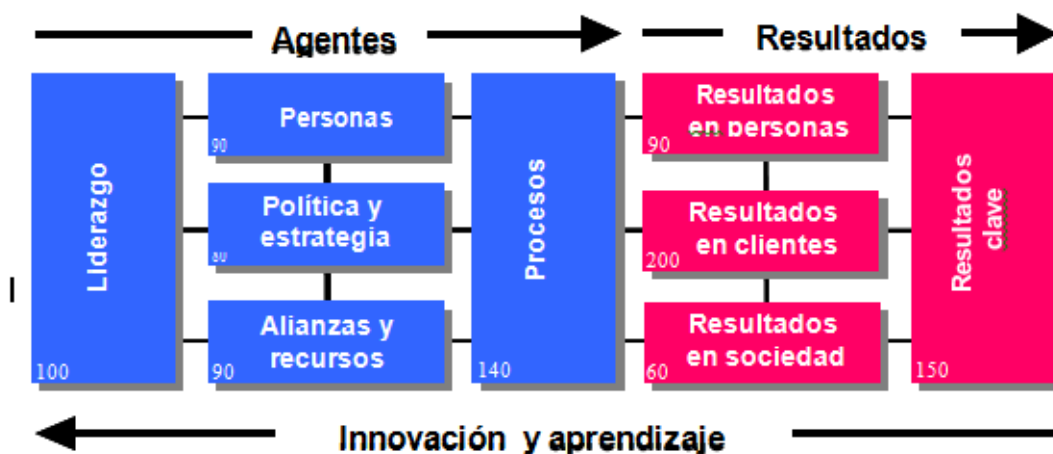 Agentes
Resultados
Liderazgo
100
Personas
90
Política y
estrategia
80
Alianzas y
recursos
90
Procesos
140
Resultados
en personas
90
Resultados
en clientes
200
Resultados
en sociedad
60
Resultados
clave
150
Innovación y aprendizaje